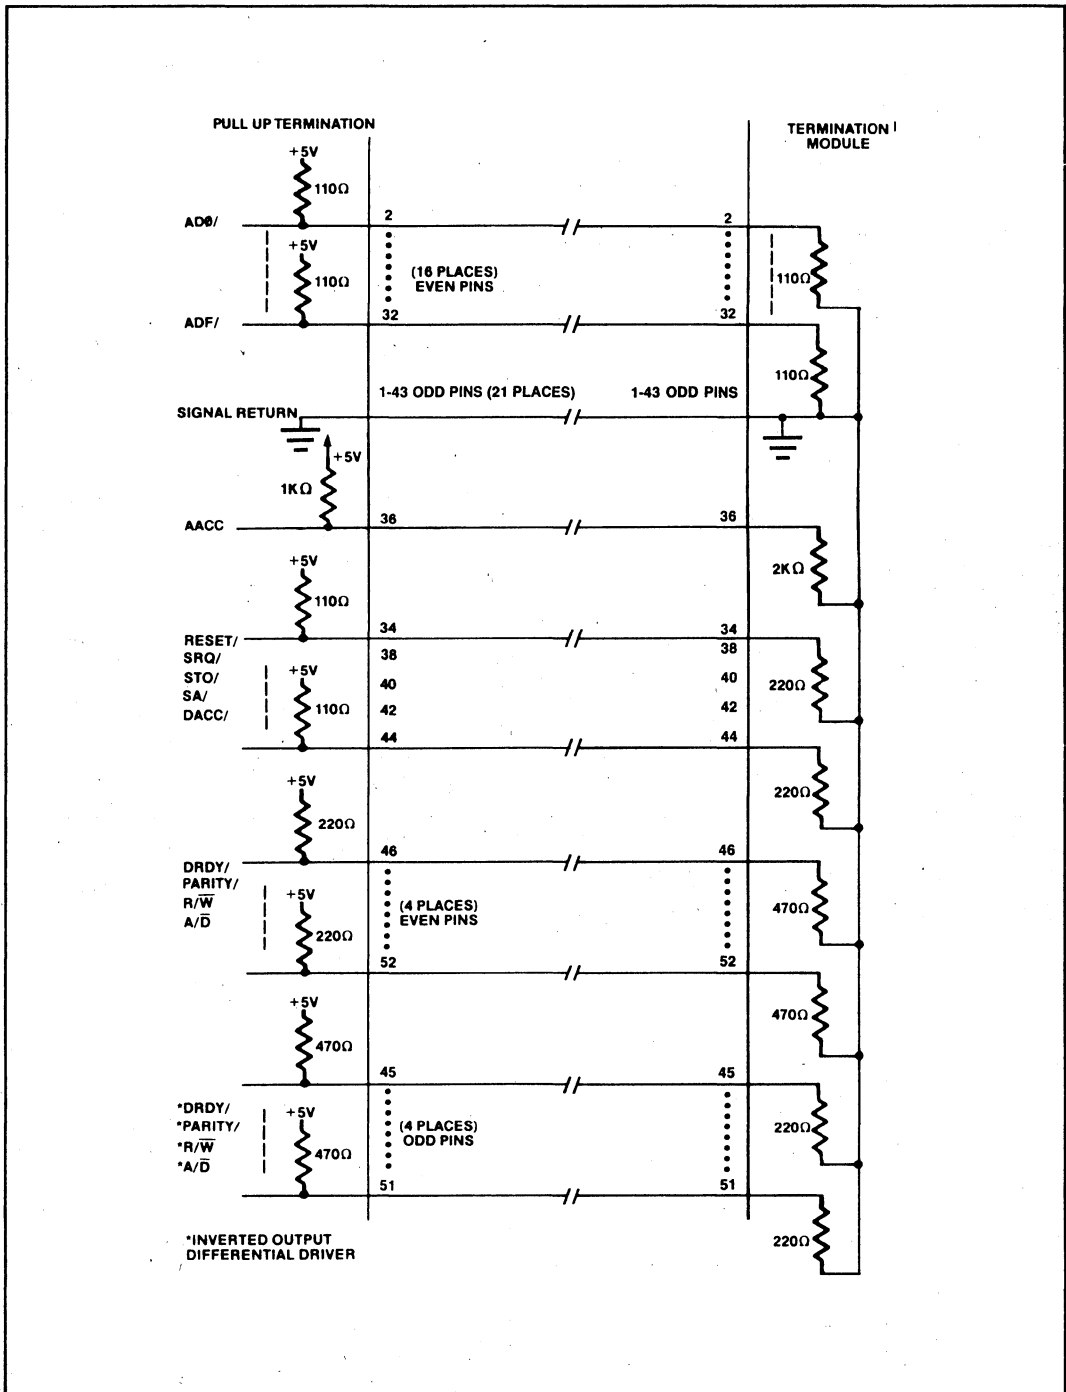 PULL UP TERMINATION
TERMINATION
MODULE
+5V
110Ω
AD0/
2
2
+5V
110Ω
(16 PLACES)
EVEN PINS
110Ω
ADF/
32
32
110Ω
1-43 ODD PINS (21 PLACES)
1-43 ODD PINS
SIGNAL RETURN
+5V
1KΩ
AACC
36
36
+5V
2KΩ
110Ω
34
34
RESET/
38
38
SRQ/
STO/
+5V
40
40
220Ω
SA/
DACC/
110Ω
42
42
44
44
+5V
220Ω
220Ω
46
46
DRDY/
PARITY/
R/W̅
+5V
(4 PLACES)
EVEN PINS
470Ω
A/D̅
220Ω
52
52
+5V
470Ω
470Ω
45
45
*DRDY/
*PARITY/
+5V
(4 PLACES)
ODD PINS
220Ω
*R/W̅
*A/D̅
470Ω
51
51
*INVERTED OUTPUT
DIFFERENTIAL DRIVER
220Ω